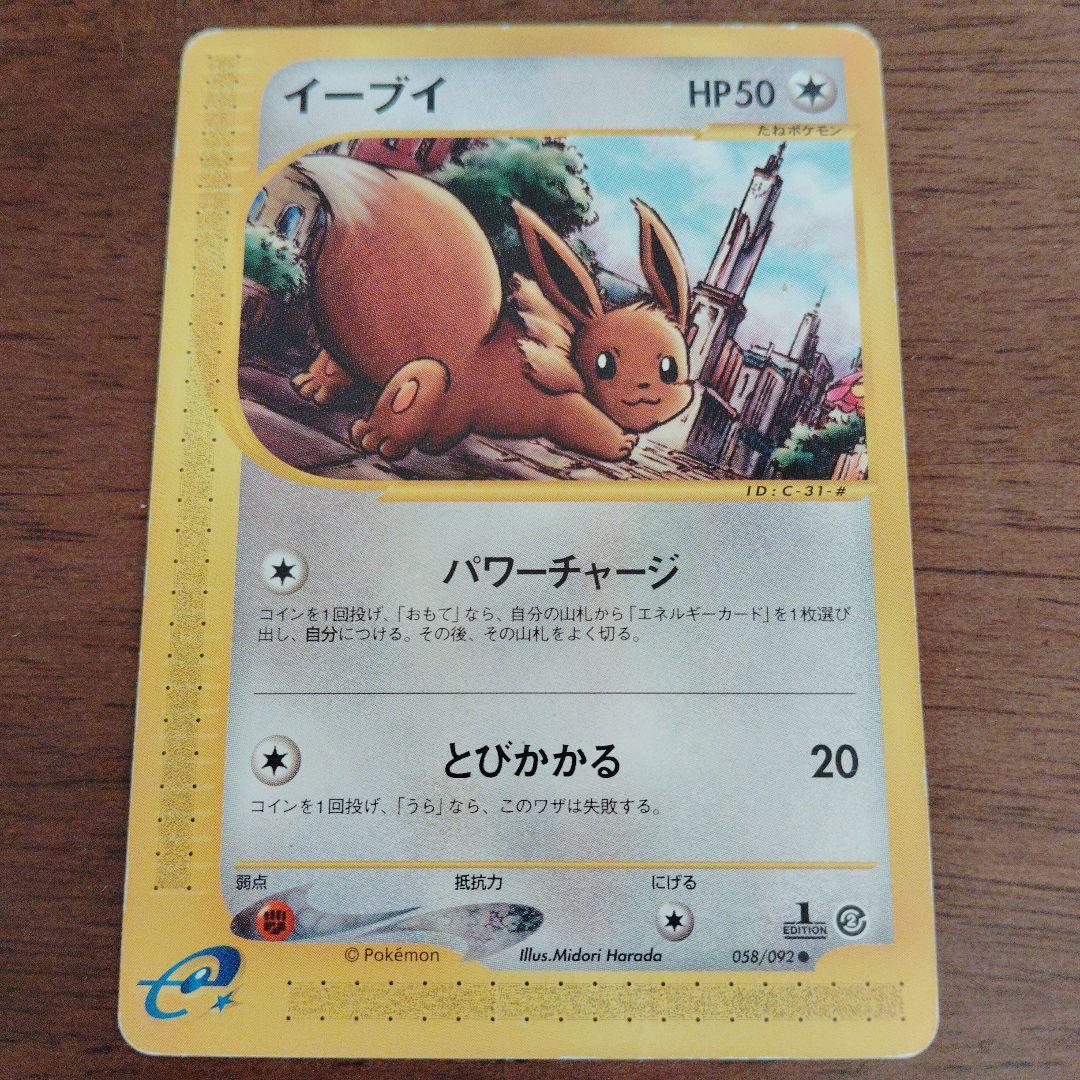 イーブイ HP50
たねポケモン
ID:C-31-#
パワーチャージ
コインを1回投げ、「おもて」なら、自分の山札から「エネルギーカード」を1枚選び
出し、自分につける。その後、その山札をよく切る。
とびかかる 20
コインを1回投げ、「うら」なら、このワザは失敗する。
弱点 抵抗力 にげる
1
EDITION
© Pokémon Illus.Midori Harada 058/092 ●
e